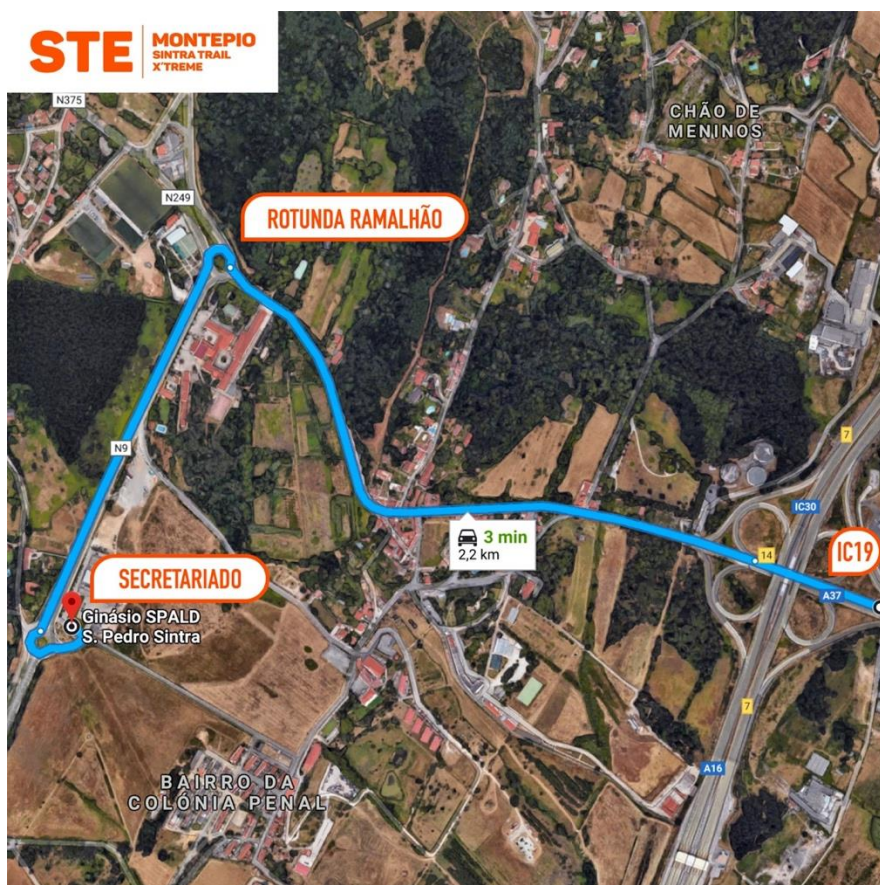 STE
MONTEPIO
SINTRA TRAIL
X'TREME
N375
CHÃO DE
MENINOS
N249
ROTUNDA RAMALHÃO
N9
7
IC30
3 min
2,2 km
14
IC19
SECRETARIADO
A37
Ginásio SPALD
S. Pedro Sintra
7
A16
BAIRRO DA
COLÓNIA PENAL